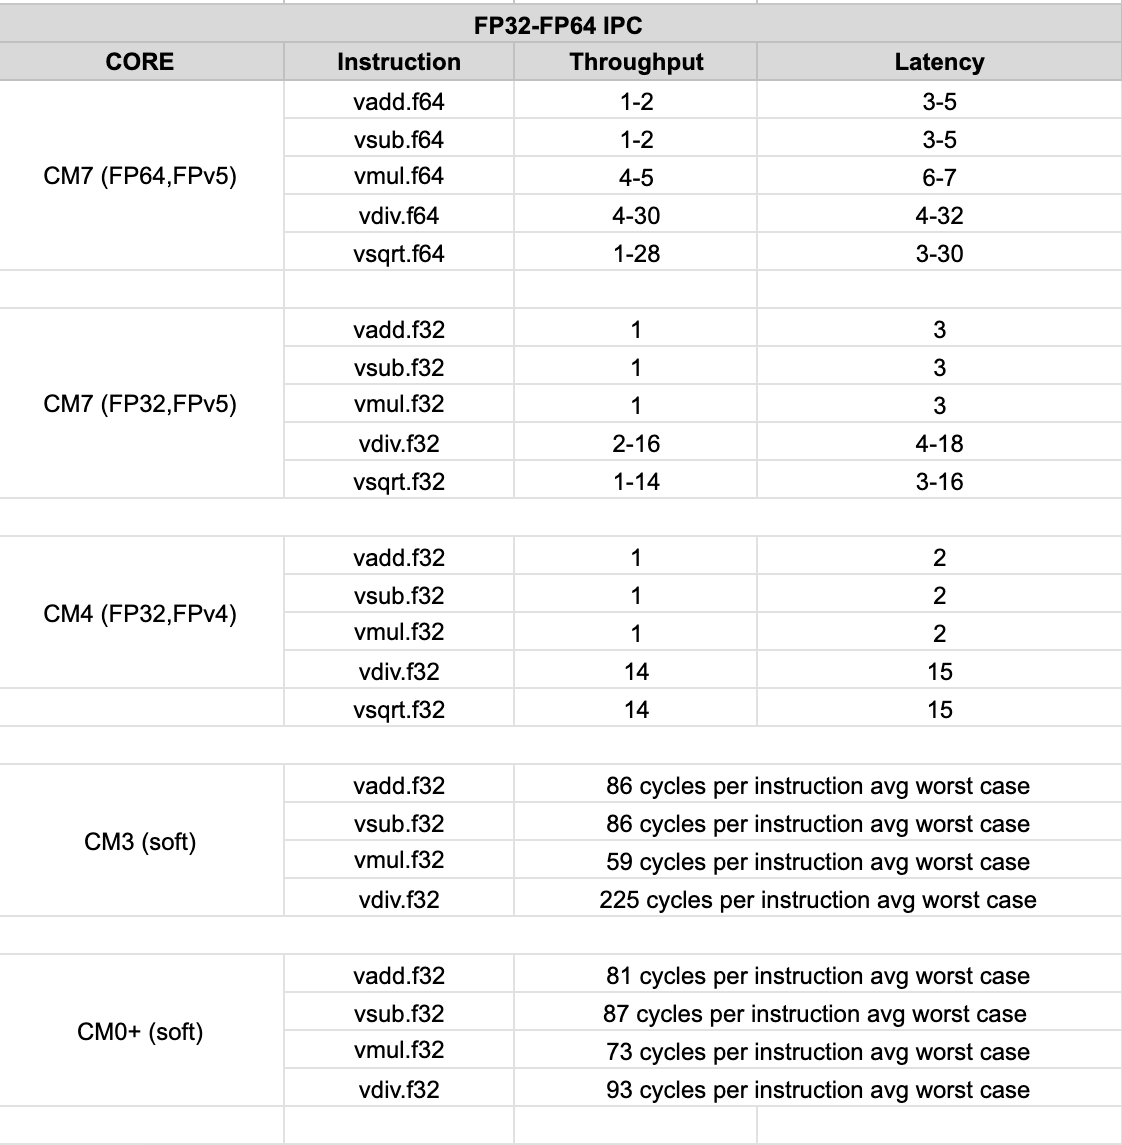 FP32-FP64 IPC
CORE Instruction Throughput Latency
CM7 (FP64,FPv5)
vadd.f64 1-2 3-5
vsub.f64 1-2 3-5
vmul.f64 4-5 6-7
vdiv.f64 4-30 4-32
vsqrt.f64 1-28 3-30
CM7 (FP32,FPv5)
vadd.f32 1 3
vsub.f32 1 3
vmul.f32 1 3
vdiv.f32 2-16 4-18
vsqrt.f32 1-14 3-16
CM4 (FP32,FPv4)
vadd.f32 1 2
vsub.f32 1 2
vmul.f32 1 2
vdiv.f32 14 15
vsqrt.f32 14 15
CM3 (soft)
vadd.f32 86 cycles per instruction avg worst case
vsub.f32 86 cycles per instruction avg worst case
vmul.f32 59 cycles per instruction avg worst case
vdiv.f32 225 cycles per instruction avg worst case
CM0+ (soft)
vadd.f32 81 cycles per instruction avg worst case
vsub.f32 87 cycles per instruction avg worst case
vmul.f32 73 cycles per instruction avg worst case
vdiv.f32 93 cycles per instruction avg worst case